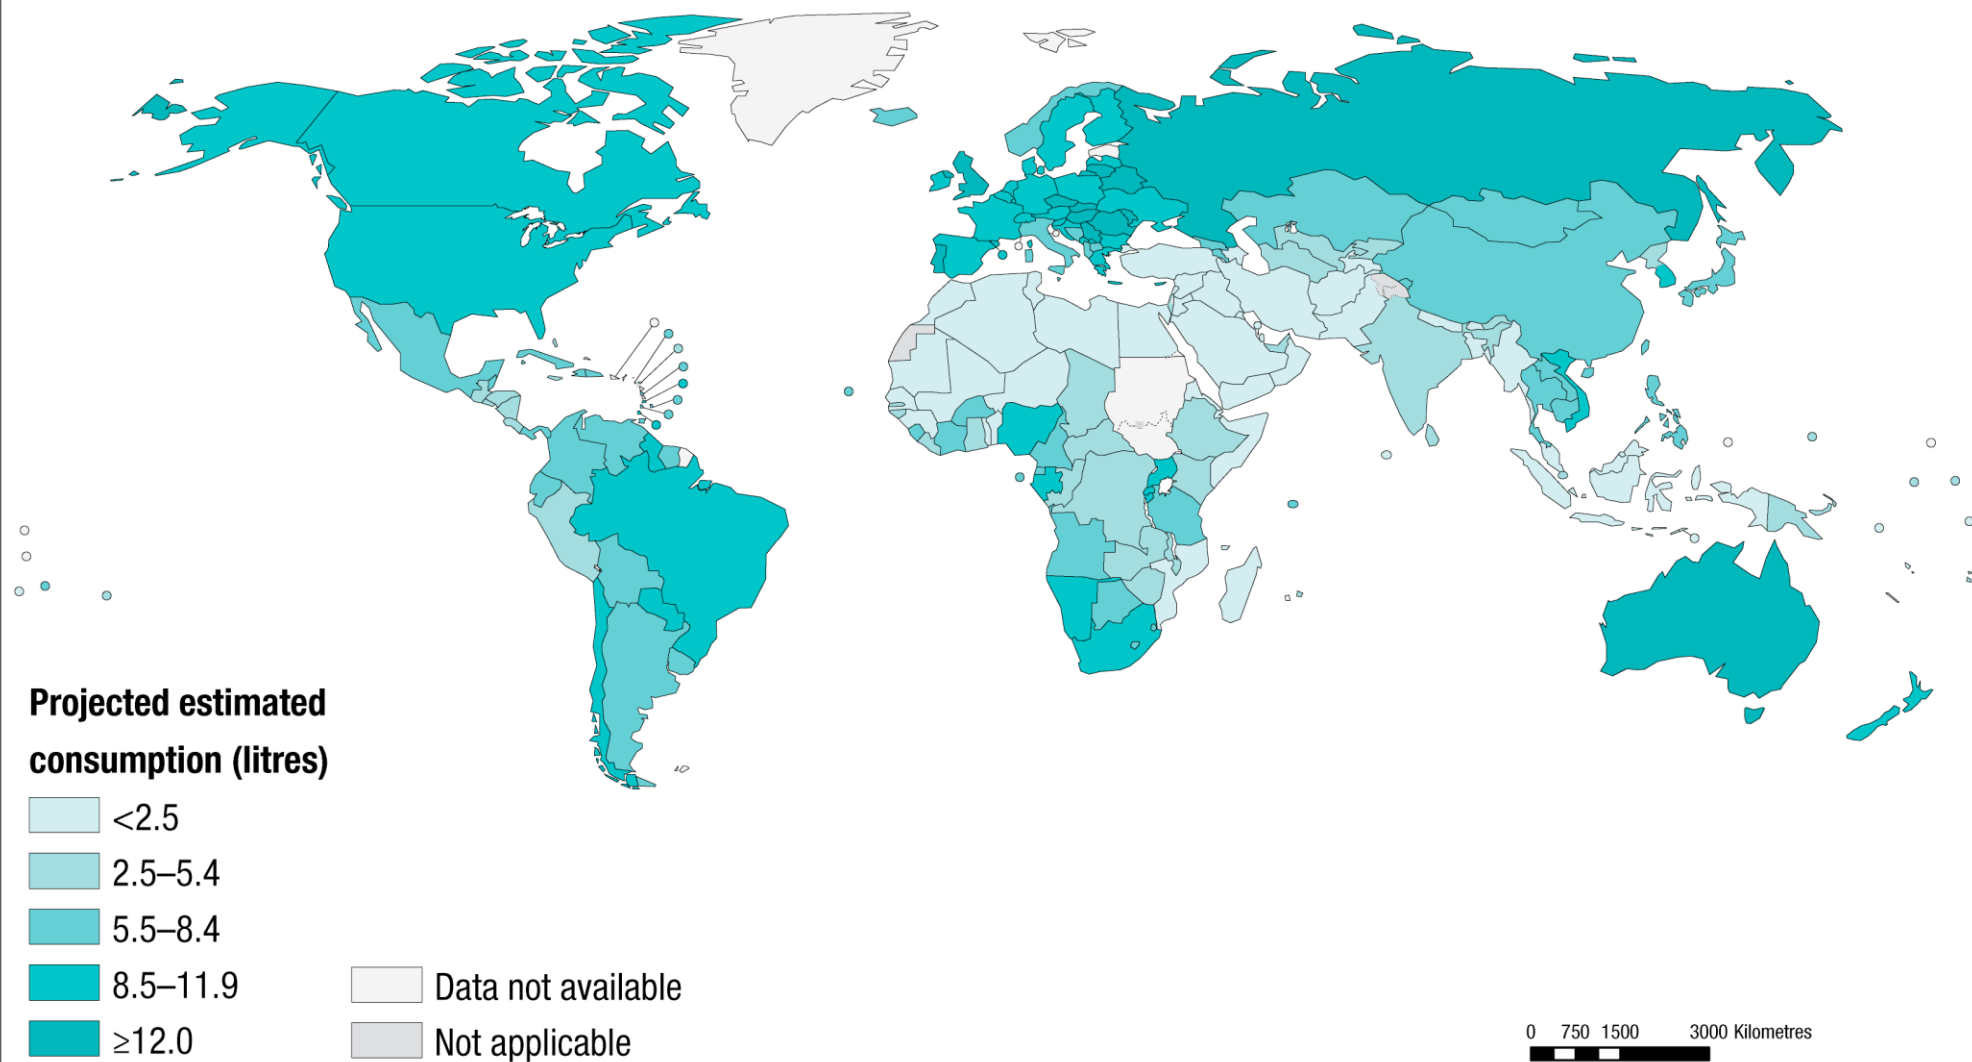 Projected estimated
consumption (litres)
<2.5
2.5–5.4
5.5–8.4
8.5–11.9
≥12.0
Data not available
Not applicable
0 750 1500 3000 Kilometres